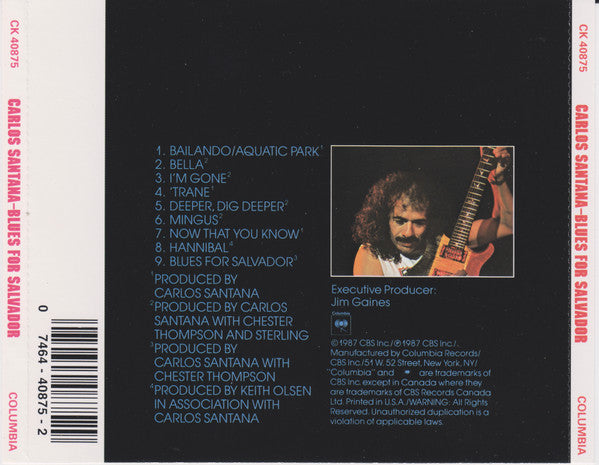 CK 40875
CARLOS SANTANA–BLUES FOR SALVADOR
COLUMBIA
0 7464-40875-2
1. BAILANDO/AQUATIC PARK¹
2. BELLA²
3. I'M GONE²
4. 'TRANE¹
5. DEEPER, DIG DEEPER²
6. MINGUS²
7. NOW THAT YOU KNOW¹
8. HANNIBAL⁴
9. BLUES FOR SALVADOR³
¹PRODUCED BY
CARLOS SANTANA
²PRODUCED BY CARLOS
SANTANA WITH CHESTER
THOMPSON AND STERLING
³PRODUCED BY
CARLOS SANTANA WITH
CHESTER THOMPSON
⁴PRODUCED BY KEITH OLSEN
IN ASSOCIATION WITH
CARLOS SANTANA
Executive Producer:
Jim Gaines
Columbia
© 1987 CBS Inc./℗ 1987 CBS Inc./
Manufactured by Columbia Records/
CBS Inc./51 W. 52 Street, New York, NY/
"Columbia" and are trademarks of
CBS Inc. except in Canada where they
are trademarks of CBS Records Canada
Ltd./Printed in U.S.A./WARNING: All Rights
Reserved. Unauthorized duplication is a
violation of applicable laws.
CK 40875
CARLOS SANTANA–BLUES FOR SALVADOR
COLUMBIA